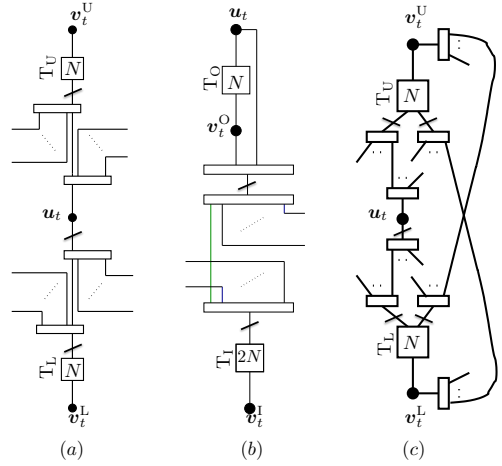 v_t^U
u_t
v_t^U
T_U
N
T_O
N
T_U
N
v_t^O
u_t
u_t
T_L
N
T_I
2N
T_L
N
v_t^L
v_t^I
v_t^L
(a)
(b)
(c)